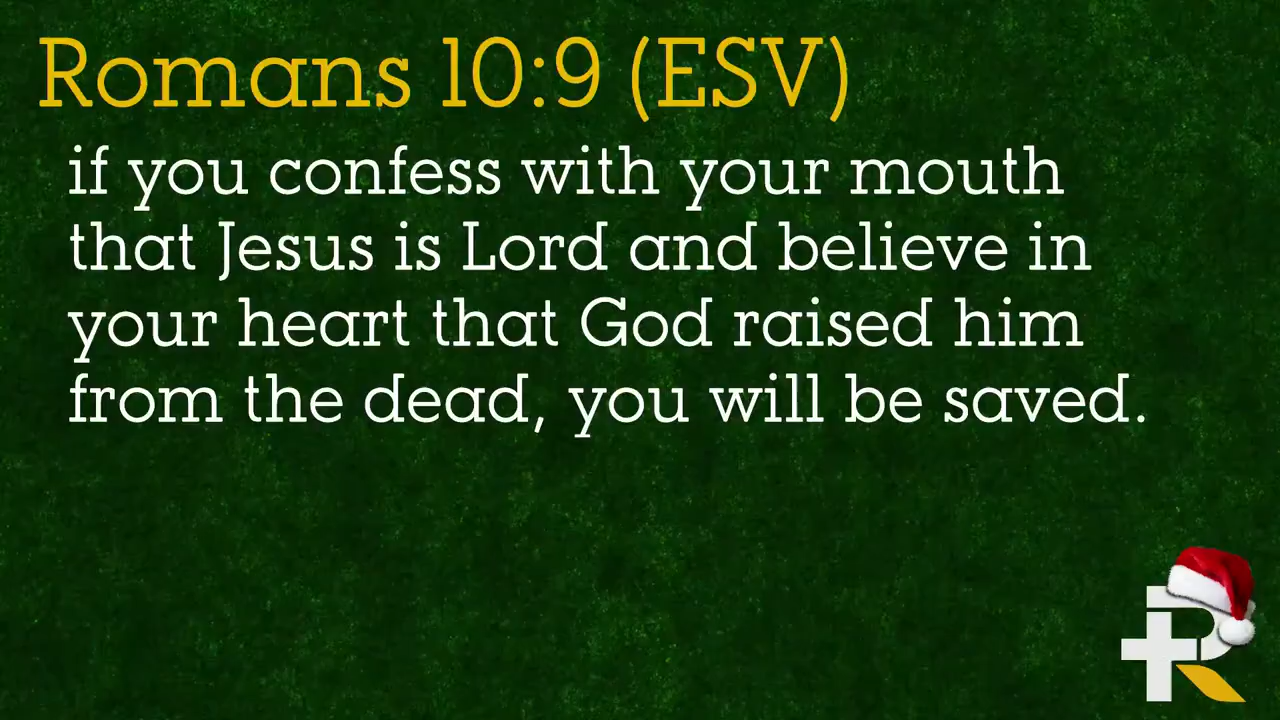 Romans 10:9 (ESV)
if you confess with your mouth
that Jesus is Lord and believe in
your heart that God raised him
from the dead, you will be saved.
R